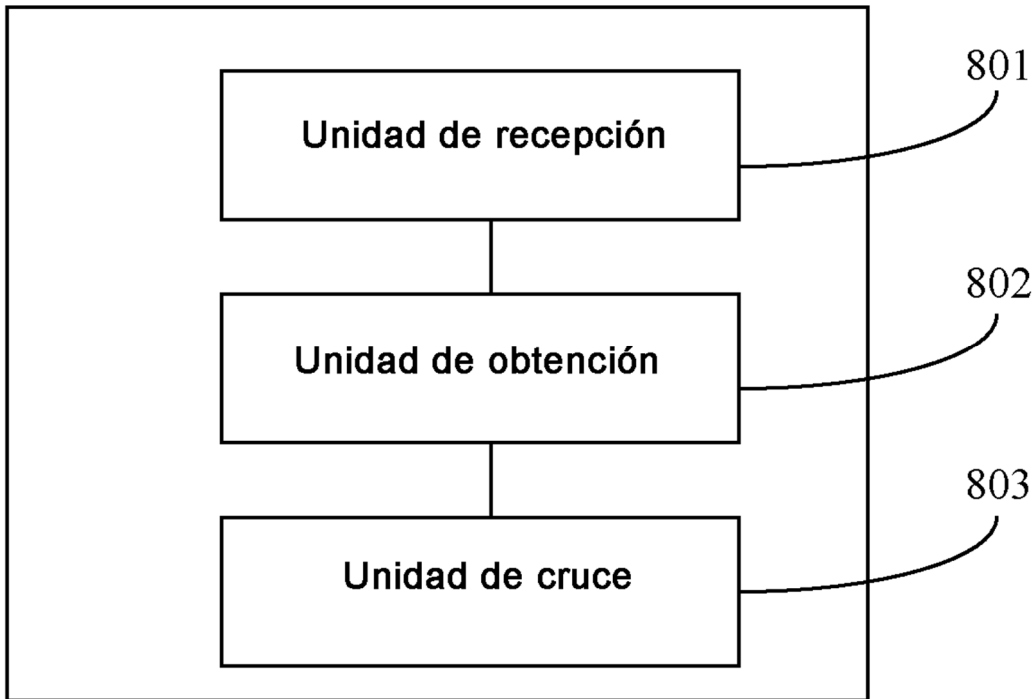 801
Unidad de recepción
802
Unidad de obtención
803
Unidad de cruce